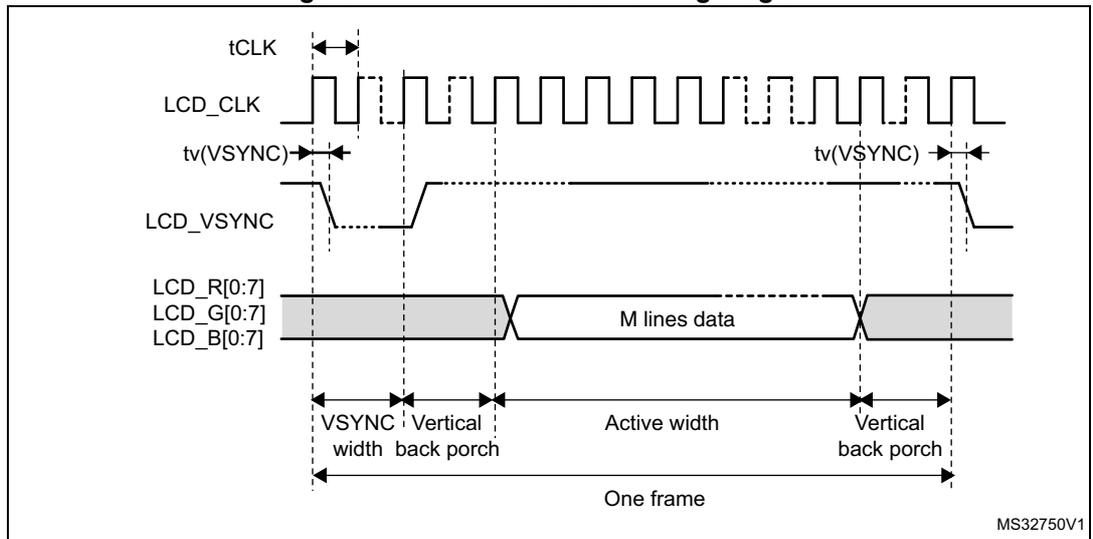 tCLK
LCD_CLK
tv(VSYNC)
tv(VSYNC)
LCD_VSYNC
LCD_R[0:7]
LCD_G[0:7]
LCD_B[0:7]
M lines data
VSYNC width
Vertical back porch
Active width
Vertical back porch
One frame
MS32750V1